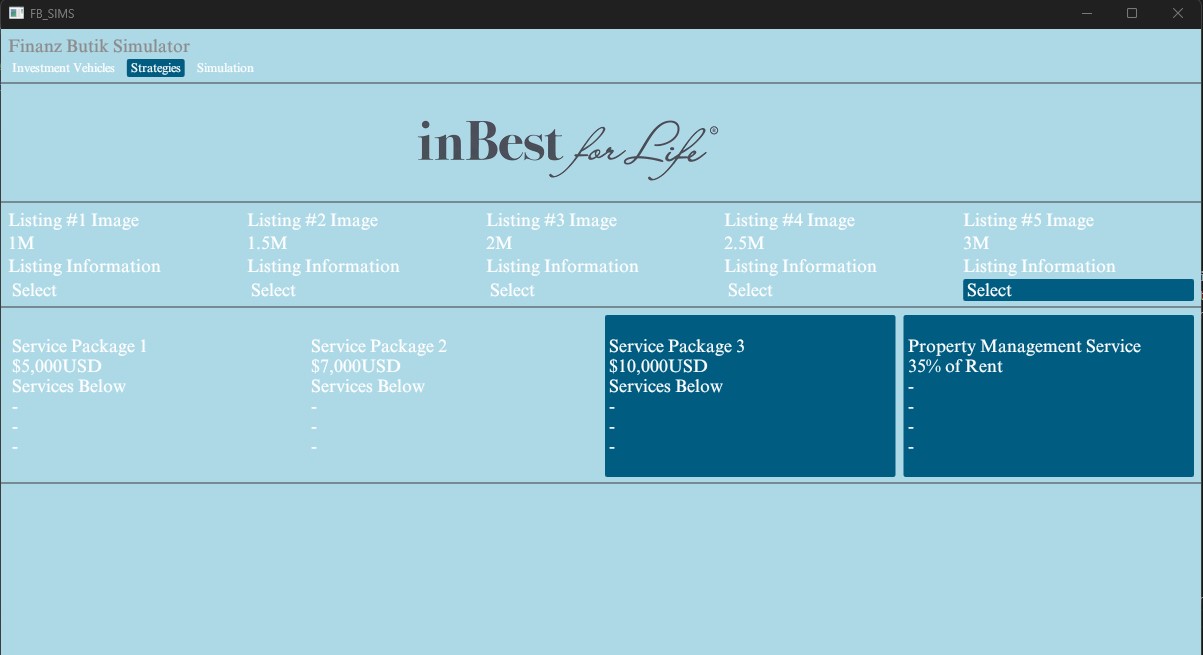 FB_SIMS
Finanz Butik Simulator
Investment Vehicles Strategies Simulation
inBest for Life®
Listing #1 Image Listing #2 Image Listing #3 Image Listing #4 Image Listing #5 Image
1M 1.5M 2M 2.5M 3M
Listing Information Listing Information Listing Information Listing Information Listing Information
Select Select Select Select Select
Service Package 1 Service Package 2 Service Package 3 Property Management Service
$5,000USD $7,000USD $10,000USD 35% of Rent
Services Below Services Below Services Below -
- - - -
- - - -
- - - -